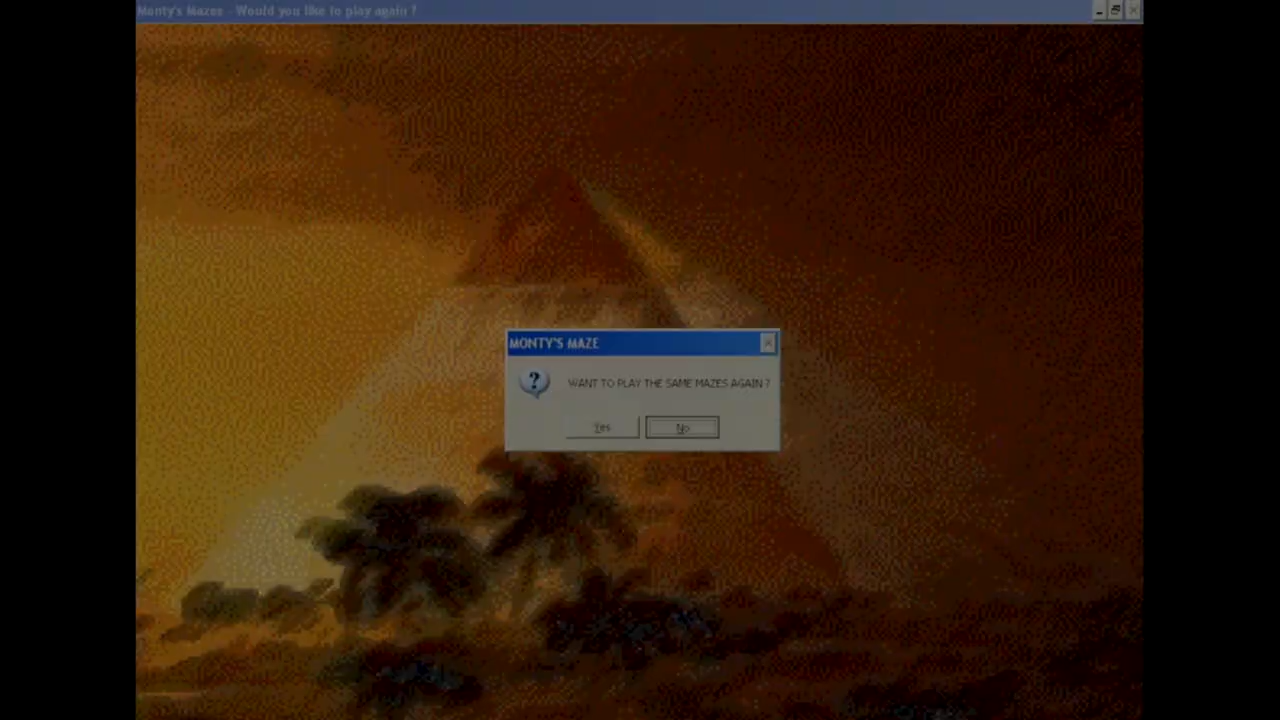 Monty's Mazes - Would you like to play again ?
MONTY'S MAZE
WANT TO PLAY THE SAME MAZES AGAIN ?
Yes
No